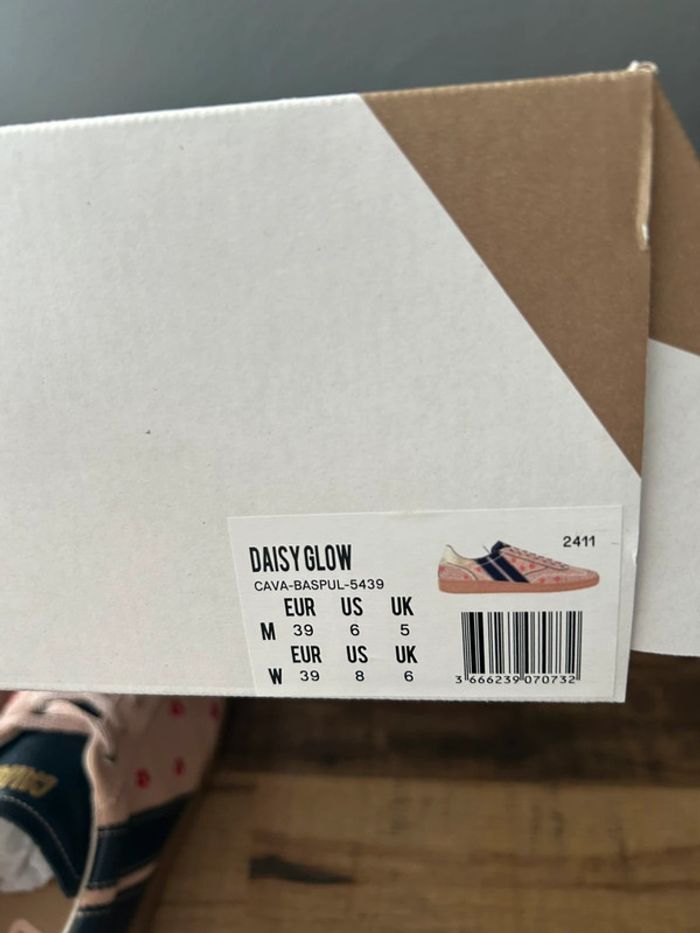 DAISY GLOW
2411
CAVA-BASPUL-5439
EUR US UK
M 39 6 5
EUR US UK
W 39 8 6
3 666239 070732